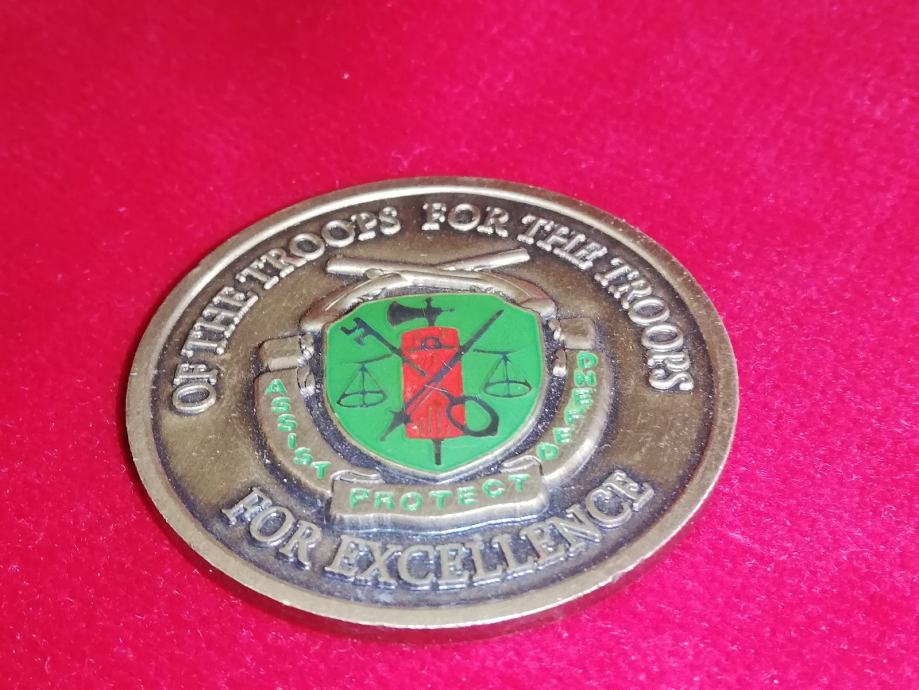 OF THE TROOPS FOR THE TROOPS
ASSIST PROTECT DEFEND
FOR EXCELLENCE